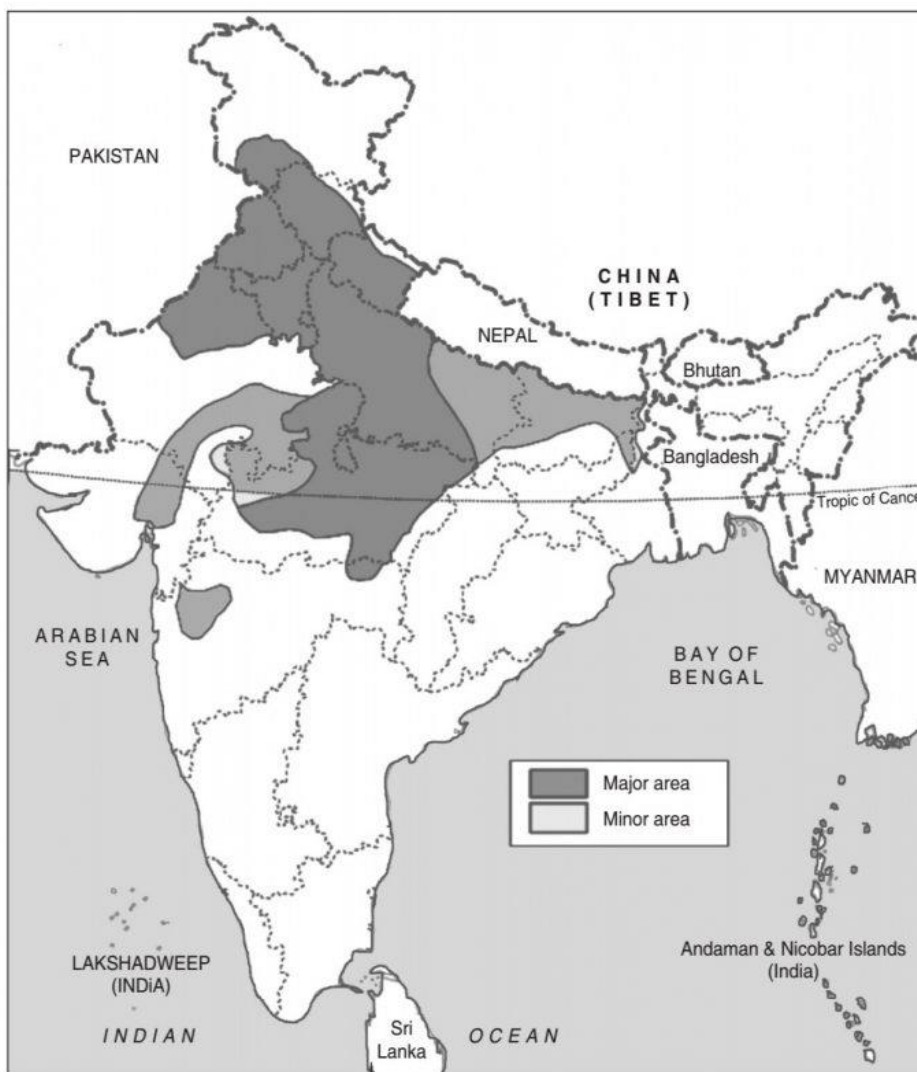 PAKISTAN
CHINA
(TIBET)
NEPAL
Bhutan
Bangladesh
Tropic of Cance
MYANMAR
ARABIAN
SEA
BAY OF
BENGAL
Major area
Minor area
LAKSHADWEEP
(INDiA)
Andaman & Nicobar Islands
(India)
INDIAN
OCEAN
Sri
Lanka